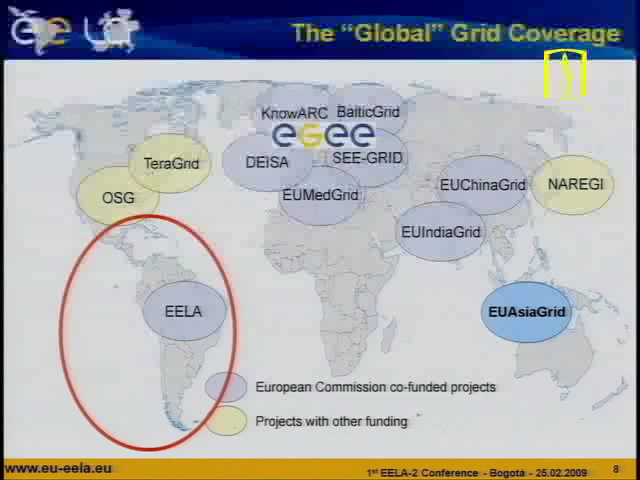 The “Global” Grid Coverage
KnowARC
BalticGrid
eGee
TeraGrid
DEISA
SEE-GRID
OSG
EUMedGrid
EUChinaGrid
NAREGI
EUIndiaGrid
EELA
EUAsiaGrid
European Commission co-funded projects
Projects with other funding
www.eu-eela.eu
1st EELA-2 Conference - Bogotá - 25.02.2009
8